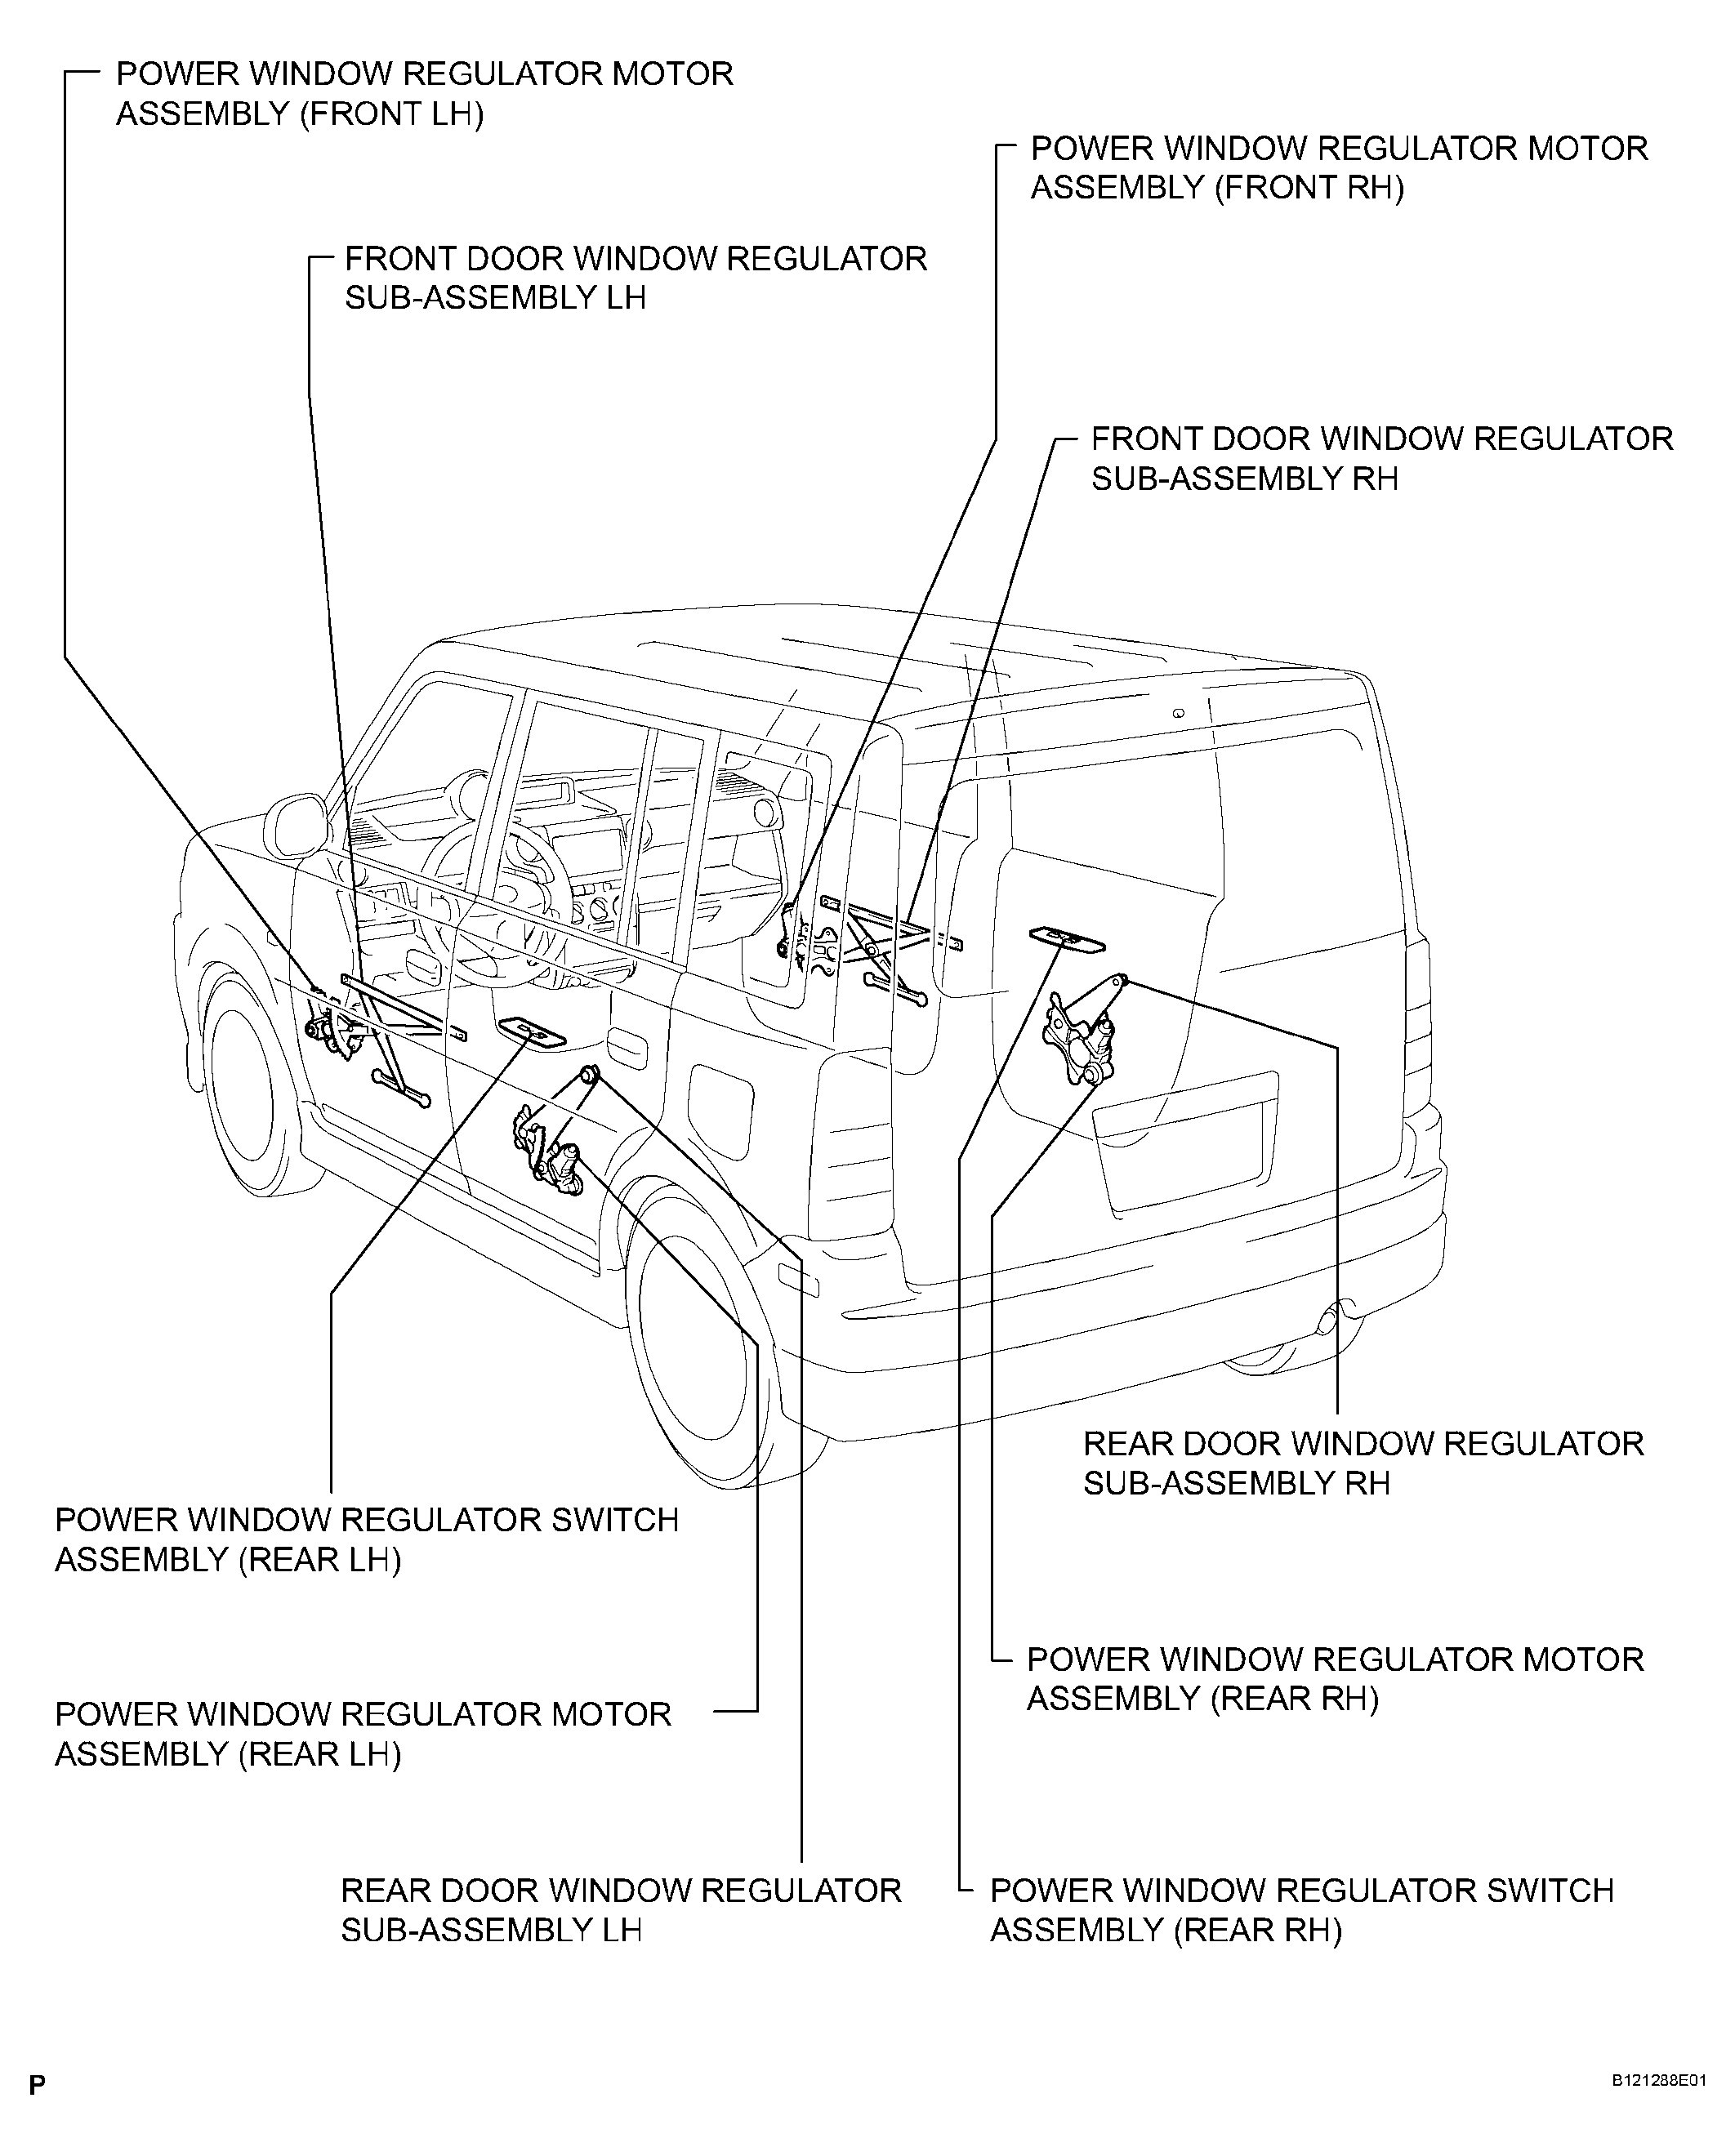 POWER WINDOW REGULATOR MOTOR
ASSEMBLY (FRONT LH)
POWER WINDOW REGULATOR MOTOR
ASSEMBLY (FRONT RH)
FRONT DOOR WINDOW REGULATOR
SUB-ASSEMBLY LH
FRONT DOOR WINDOW REGULATOR
SUB-ASSEMBLY RH
REAR DOOR WINDOW REGULATOR
SUB-ASSEMBLY RH
POWER WINDOW REGULATOR SWITCH
ASSEMBLY (REAR LH)
POWER WINDOW REGULATOR MOTOR
ASSEMBLY (REAR RH)
POWER WINDOW REGULATOR MOTOR
ASSEMBLY (REAR LH)
REAR DOOR WINDOW REGULATOR
SUB-ASSEMBLY LH
POWER WINDOW REGULATOR SWITCH
ASSEMBLY (REAR RH)
P
B121288E01